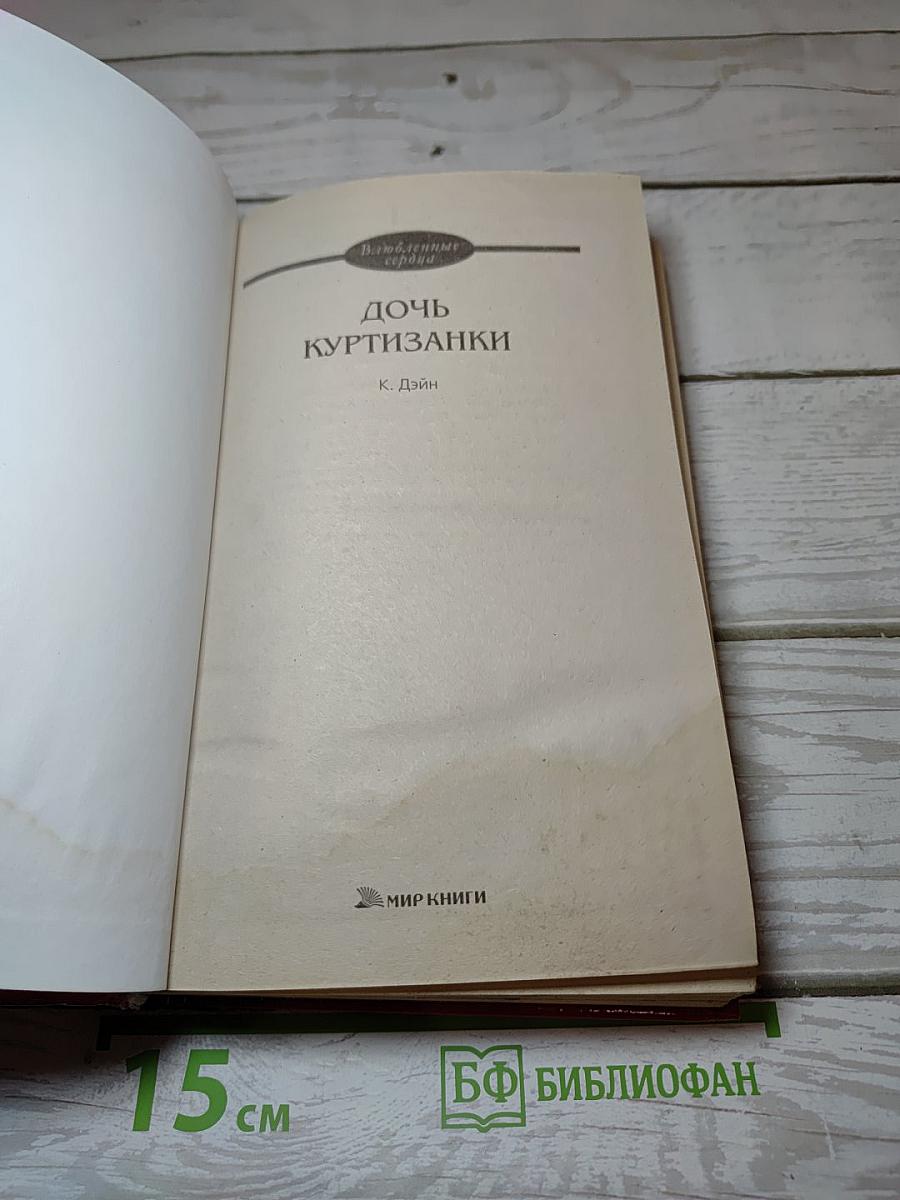 Влюбленные
сердца
ДОЧЬ
КУРТИЗАНКИ
К. Дэйн
МИР КНИГИ
15 см
БФ БИБЛИОФАН